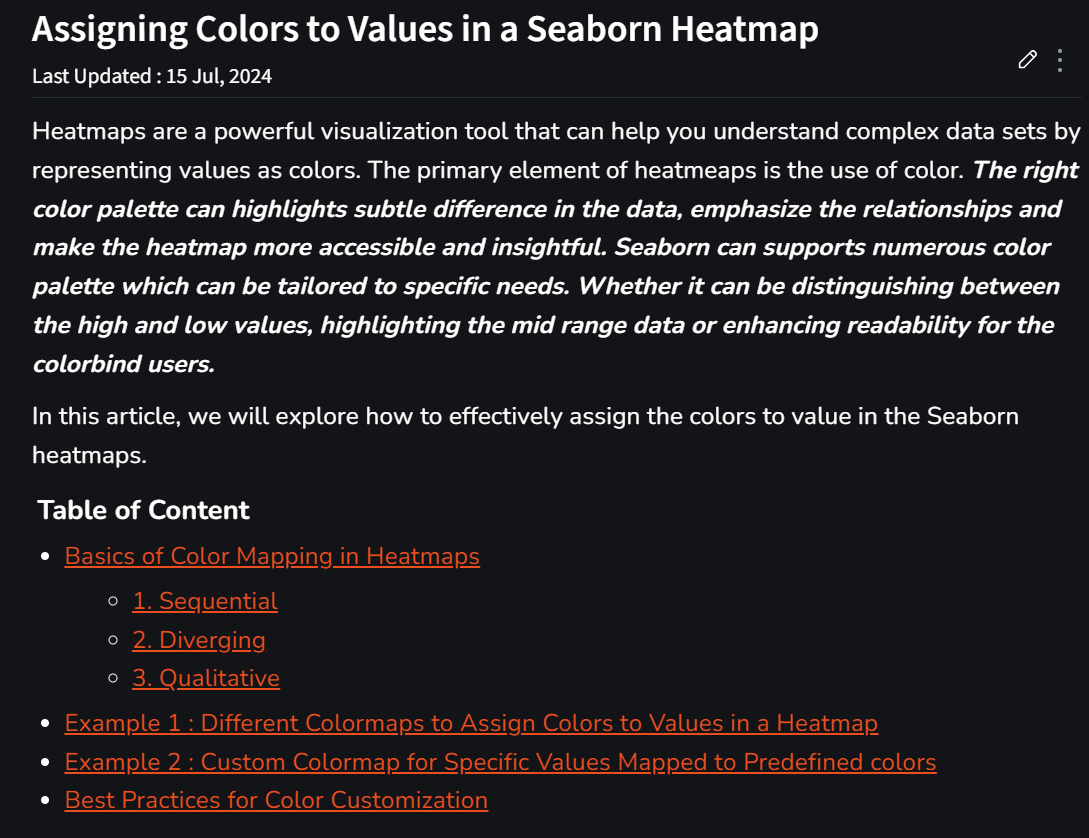 Assigning Colors to Values in a Seaborn Heatmap
Last Updated : 15 Jul, 2024
Heatmaps are a powerful visualization tool that can help you understand complex data sets by
representing values as colors. The primary element of heatmeaps is the use of color. The right
color palette can highlights subtle difference in the data, emphasize the relationships and
make the heatmap more accessible and insightful. Seaborn can supports numerous color
palette which can be tailored to specific needs. Whether it can be distinguishing between
the high and low values, highlighting the mid range data or enhancing readability for the
colorbind users.
In this article, we will explore how to effectively assign the colors to value in the Seaborn
heatmaps.
Table of Content
Basics of Color Mapping in Heatmaps
1. Sequential
2. Diverging
3. Qualitative
Example 1 : Different Colormaps to Assign Colors to Values in a Heatmap
Example 2 : Custom Colormap for Specific Values Mapped to Predefined colors
Best Practices for Color Customization